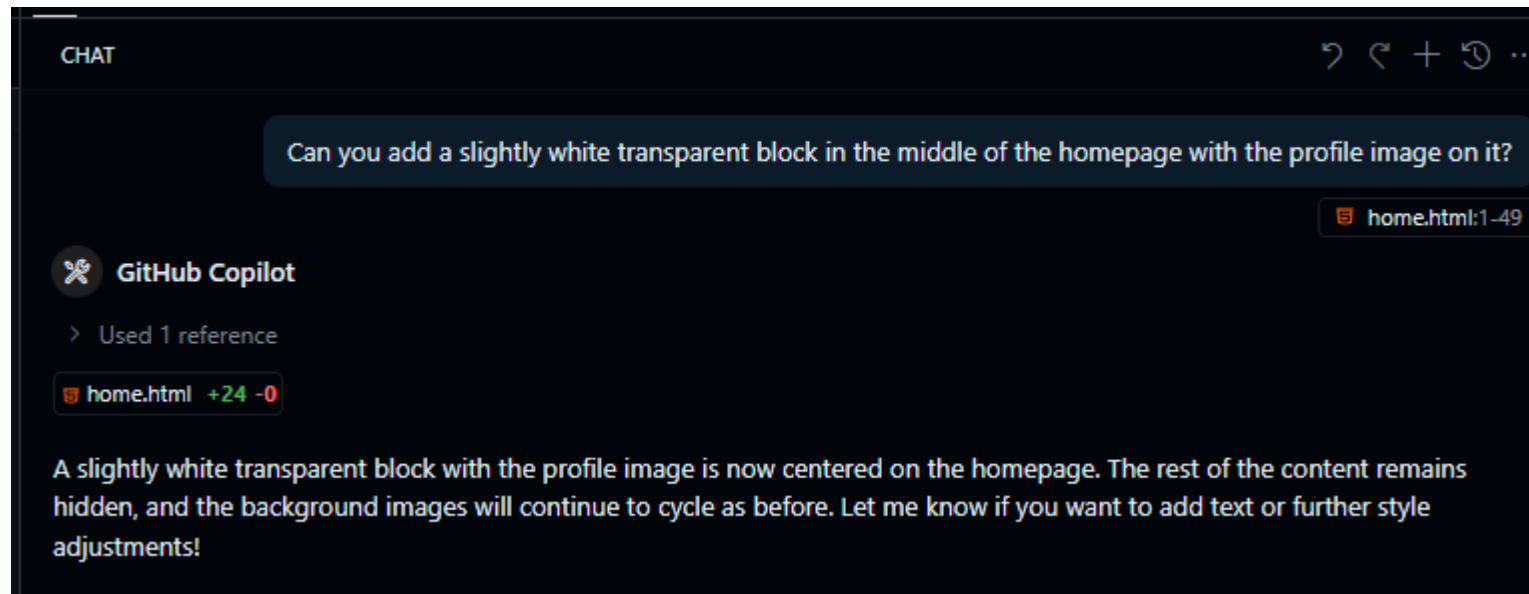 CHAT
Can you add a slightly white transparent block in the middle of the homepage with the profile image on it?
home.html:1-49
GitHub Copilot
Used 1 reference
home.html +24 -0
A slightly white transparent block with the profile image is now centered on the homepage. The rest of the content remains
hidden, and the background images will continue to cycle as before. Let me know if you want to add text or further style
adjustments!